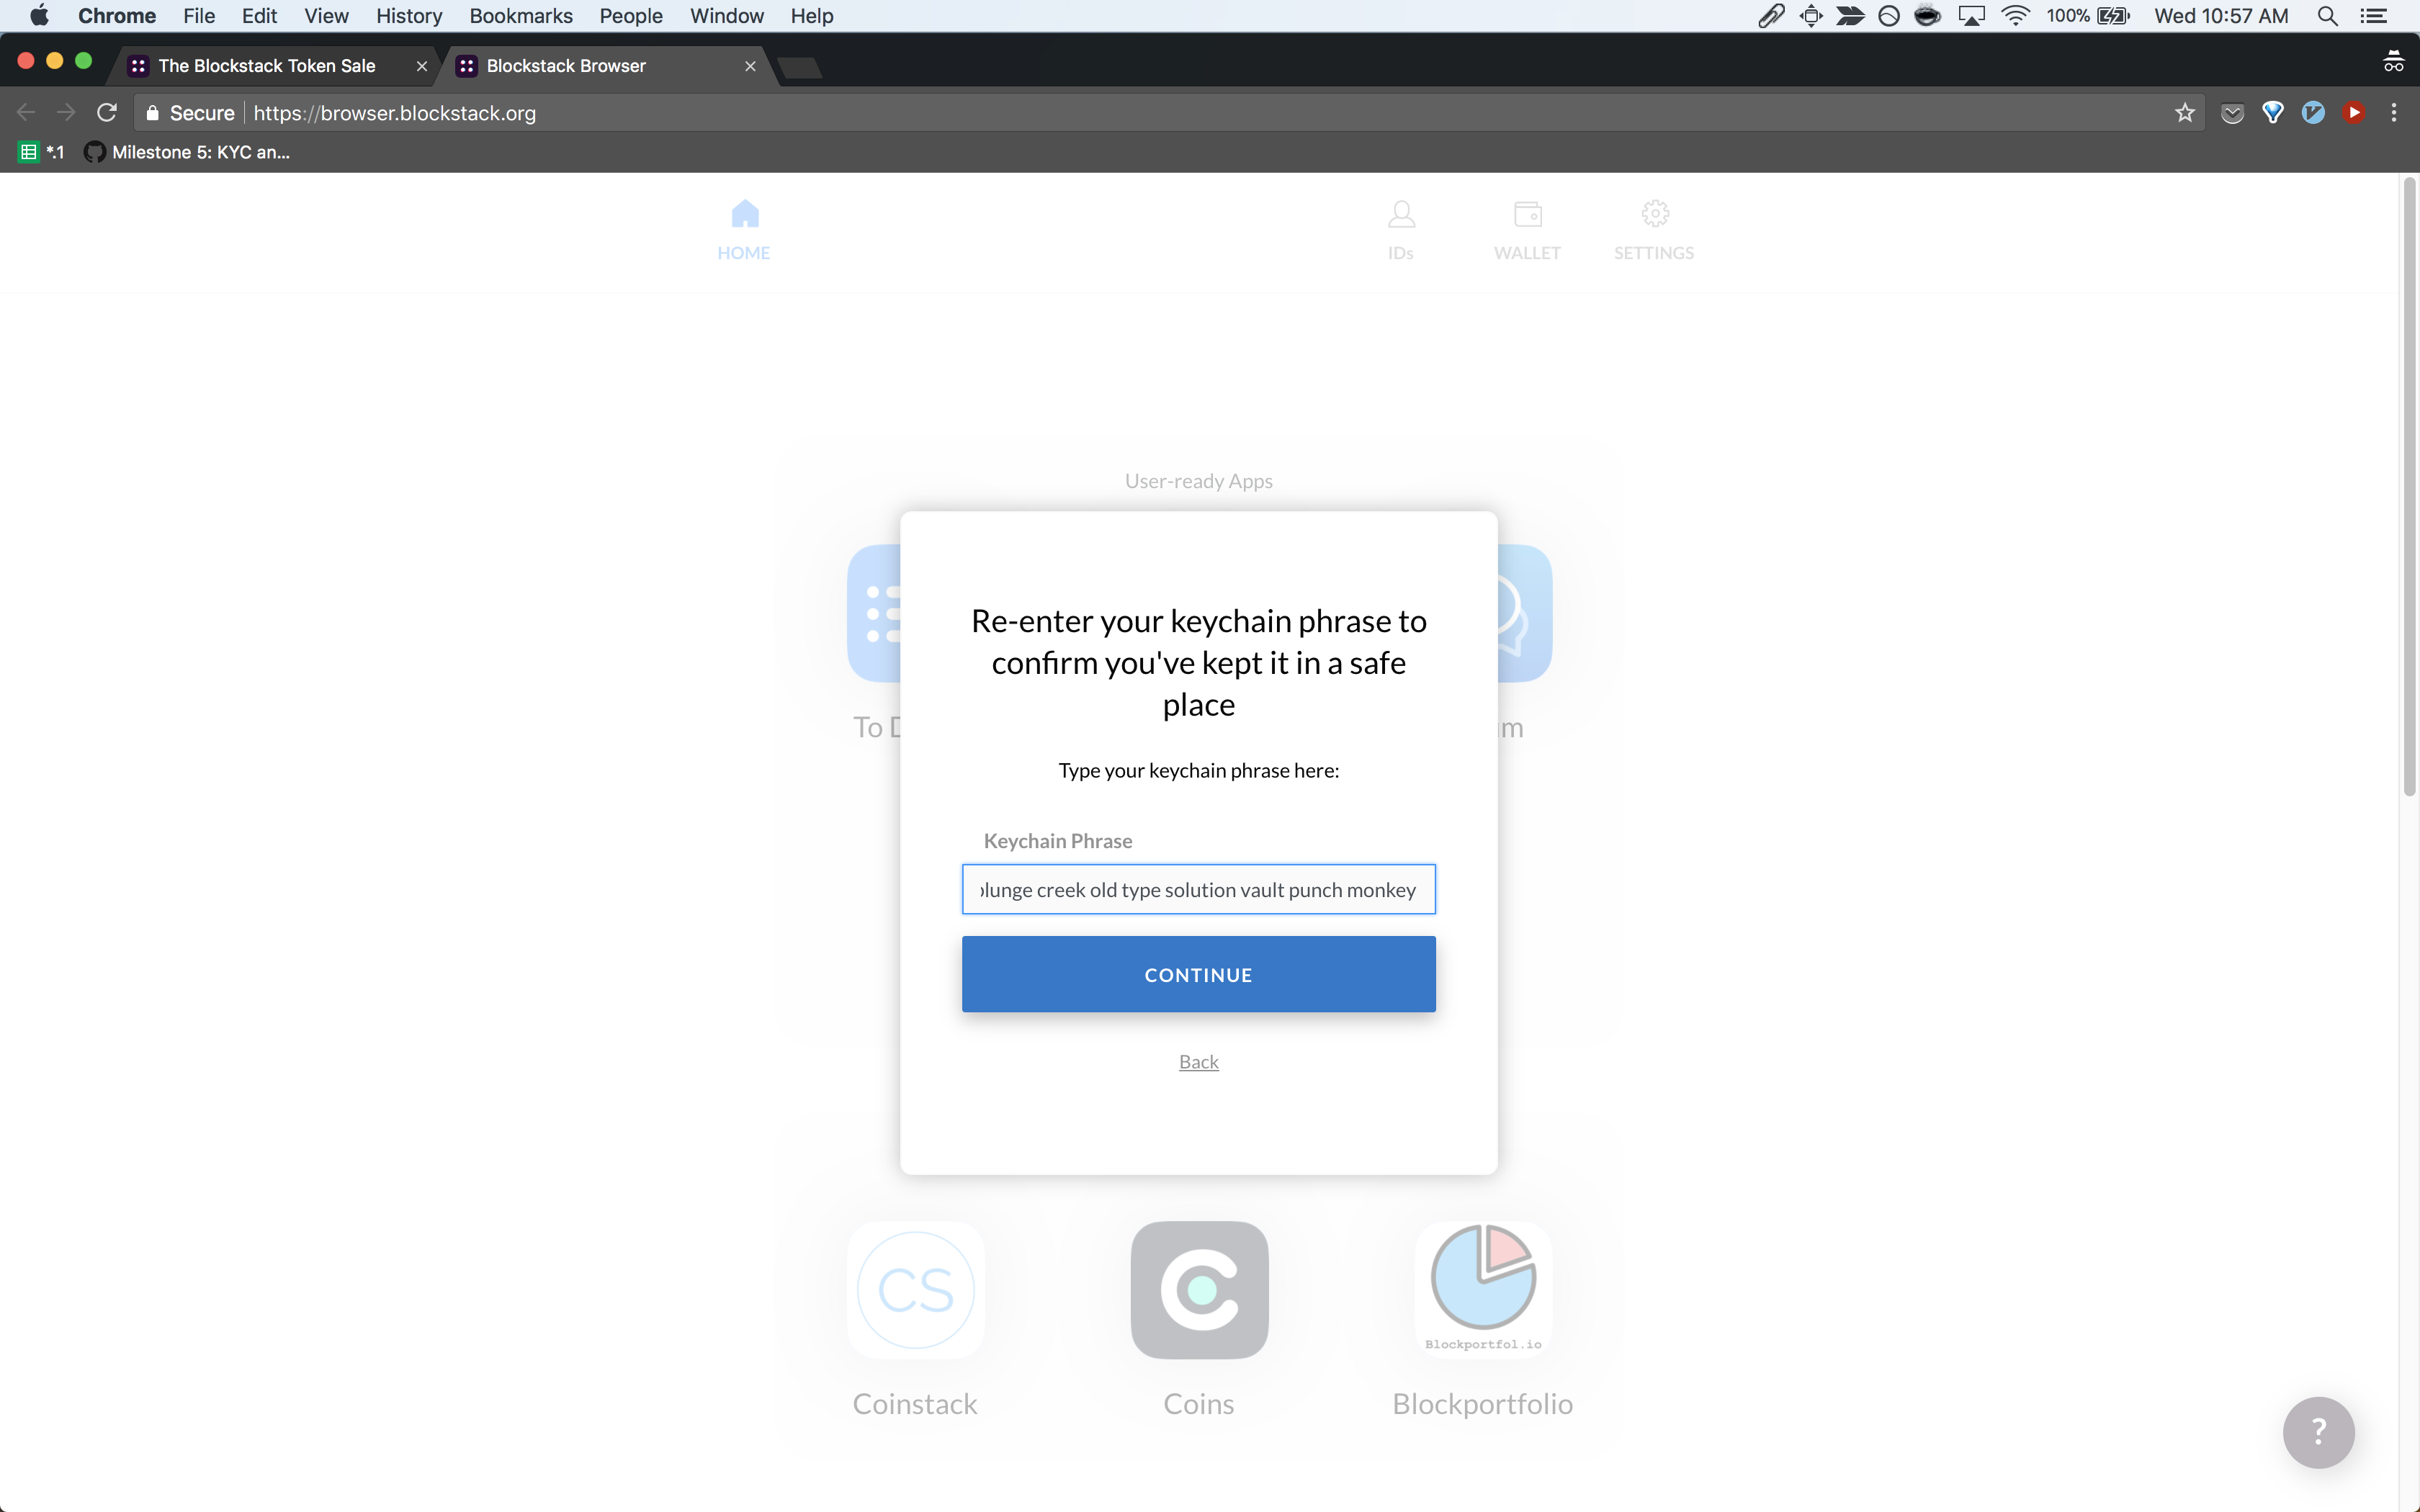 Chrome File Edit View History Bookmarks People Window Help 100% Wed 10:57 AM
The Blockstack Token Sale
Blockstack Browser
Secure https://browser.blockstack.org
*.1 Milestone 5: KYC an...
HOME IDs WALLET SETTINGS
User-ready Apps
To D
m
Re-enter your keychain phrase to
confirm you've kept it in a safe
place
Type your keychain phrase here:
Keychain Phrase
lunge creek old type solution vault punch monkey
CONTINUE
Back
CS
Blockportfol.io
Coinstack Coins Blockportfolio
?